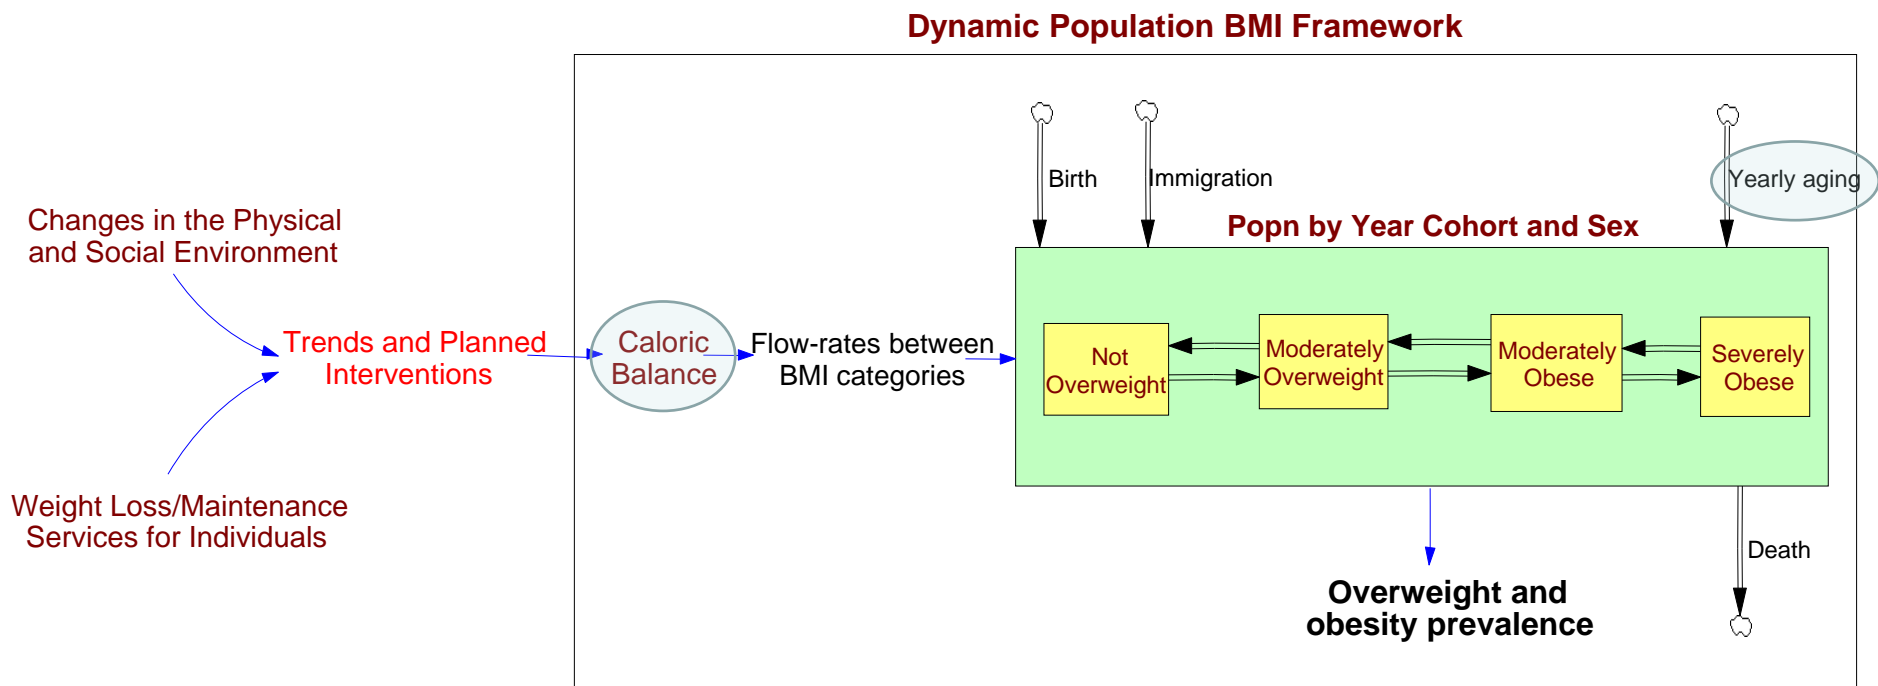 Dynamic Population BMI Framework
Birth
Immigration
Yearly aging
Changes in the Physical
and Social Environment
Popn by Year Cohort and Sex
Trends and Planned
Interventions
Caloric
Balance
Flow-rates between
BMI categories
Not
Overweight
Moderately
Overweight
Moderately
Obese
Severely
Obese
Weight Loss/Maintenance
Services for Individuals
Death
Overweight and
obesity prevalence